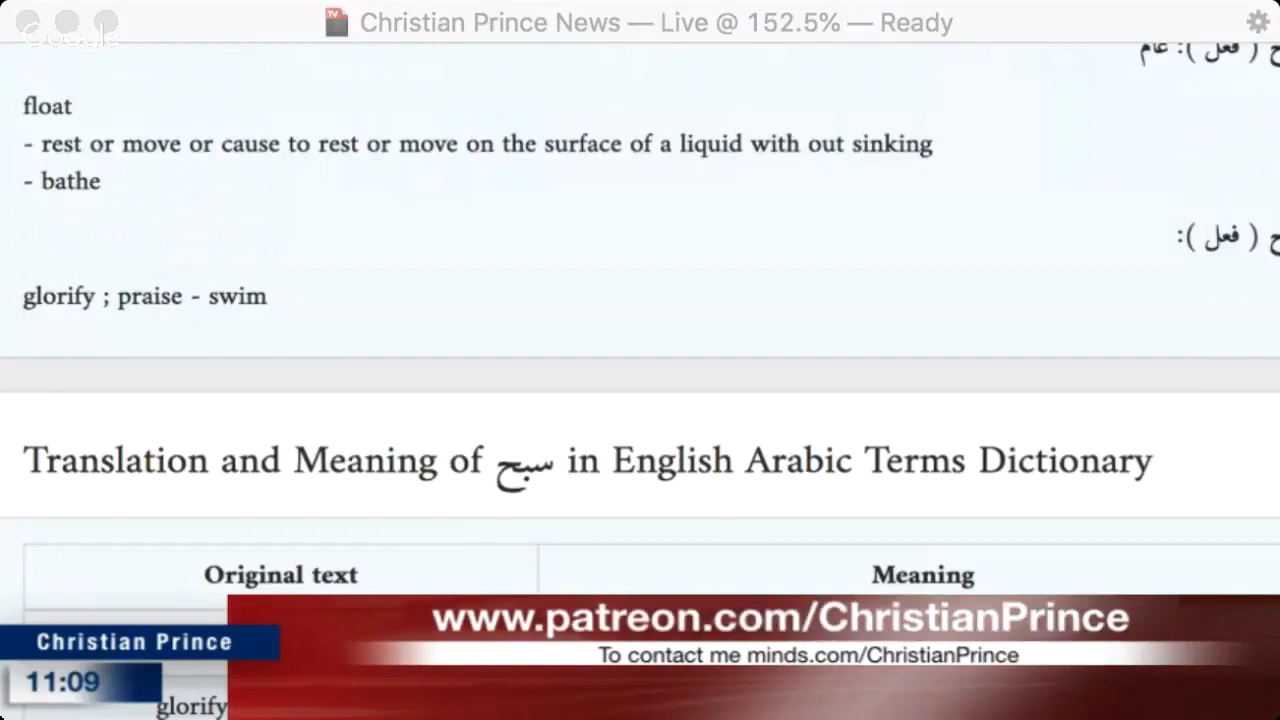 Google
Christian Prince News — Live @ 152.5% — Ready
( فعل ): عام
float
- rest or move or cause to rest or move on the surface of a liquid with out sinking
- bathe
( فعل ):
glorify ; praise - swim
Translation and Meaning of سبح in English Arabic Terms Dictionary
Original text Meaning
www.patreon.com/ChristianPrince
Christian Prince
To contact me minds.com/ChristianPrince
11:09
glorify